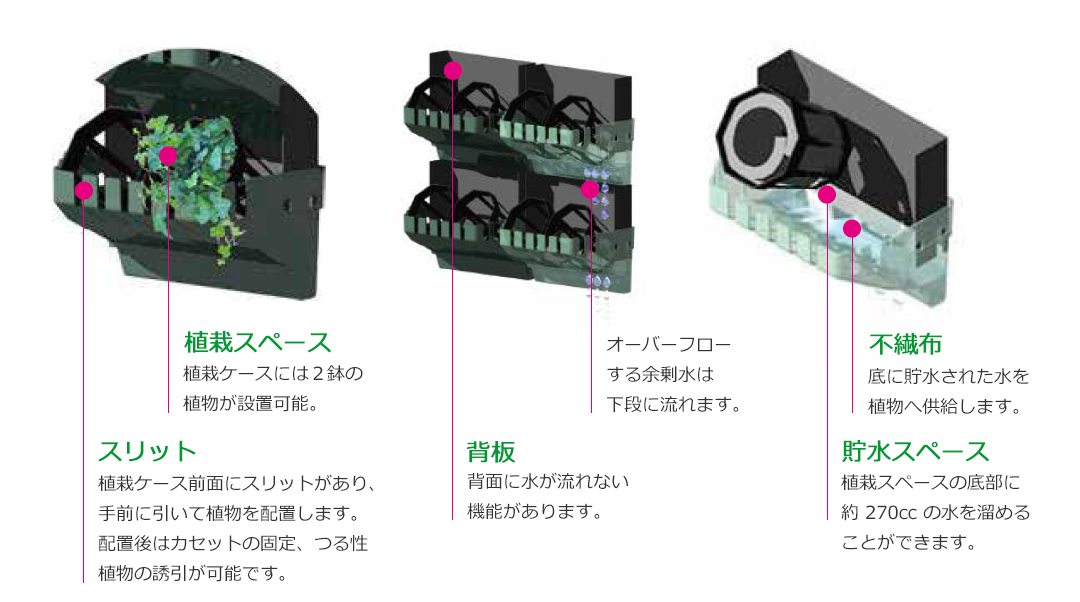 植栽スペース
植栽ケースには２鉢の
植物が設置可能。
スリット
植栽ケース前面にスリットがあり、
手前に引いて植物を配置します。
配置後はカセットの固定、つる性
植物の誘引が可能です。
オーバーフロー
する余剰水は
下段に流れます。
背板
背面に水が流れない
機能があります。
不繊布
底に貯水された水を
植物へ供給します。
貯水スペース
植栽スペースの底部に
約 270cc の水を溜める
ことができます。